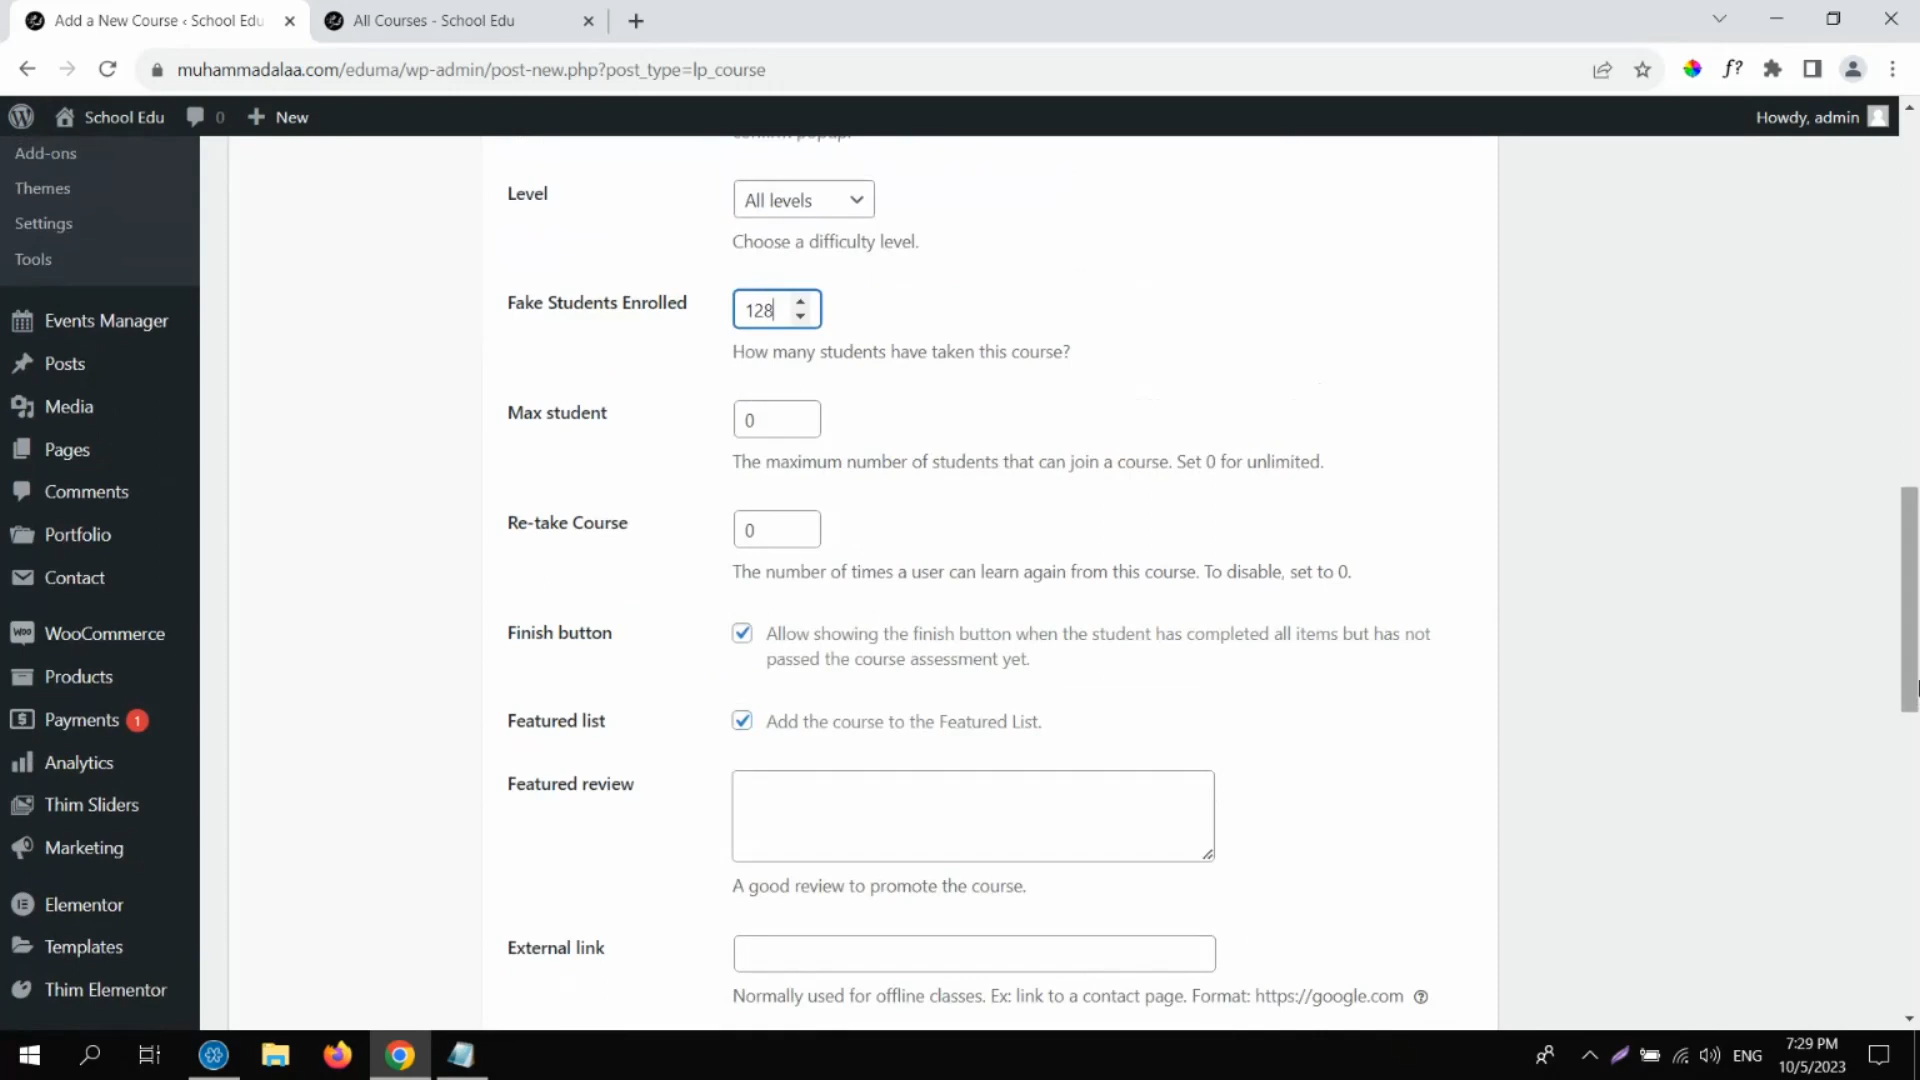 Add a New Course ‹ School Edu
All Courses - School Edu
muhammadalaa.com/eduma/wp-admin/post-new.php?post_type=lp_course
f?
School Edu
0
New
Howdy, admin
Add-ons
Themes
Settings
Tools
Events Manager
Posts
Media
Pages
Comments
Portfolio
Contact
WooCommerce
Products
Payments 1
Analytics
Thim Sliders
Marketing
Elementor
Templates
Thim Elementor
confirm popup.
Level
All levels
Choose a difficulty level.
Fake Students Enrolled
128
How many students have taken this course?
Max student
0
The maximum number of students that can join a course. Set 0 for unlimited.
Re-take Course
0
The number of times a user can learn again from this course. To disable, set to 0.
Finish button
Allow showing the finish button when the student has completed all items but has not
passed the course assessment yet.
Featured list
Add the course to the Featured List.
Featured review
A good review to promote the course.
External link
Normally used for offline classes. Ex: link to a contact page. Format: https://google.com
ENG
7:29 PM
10/5/2023